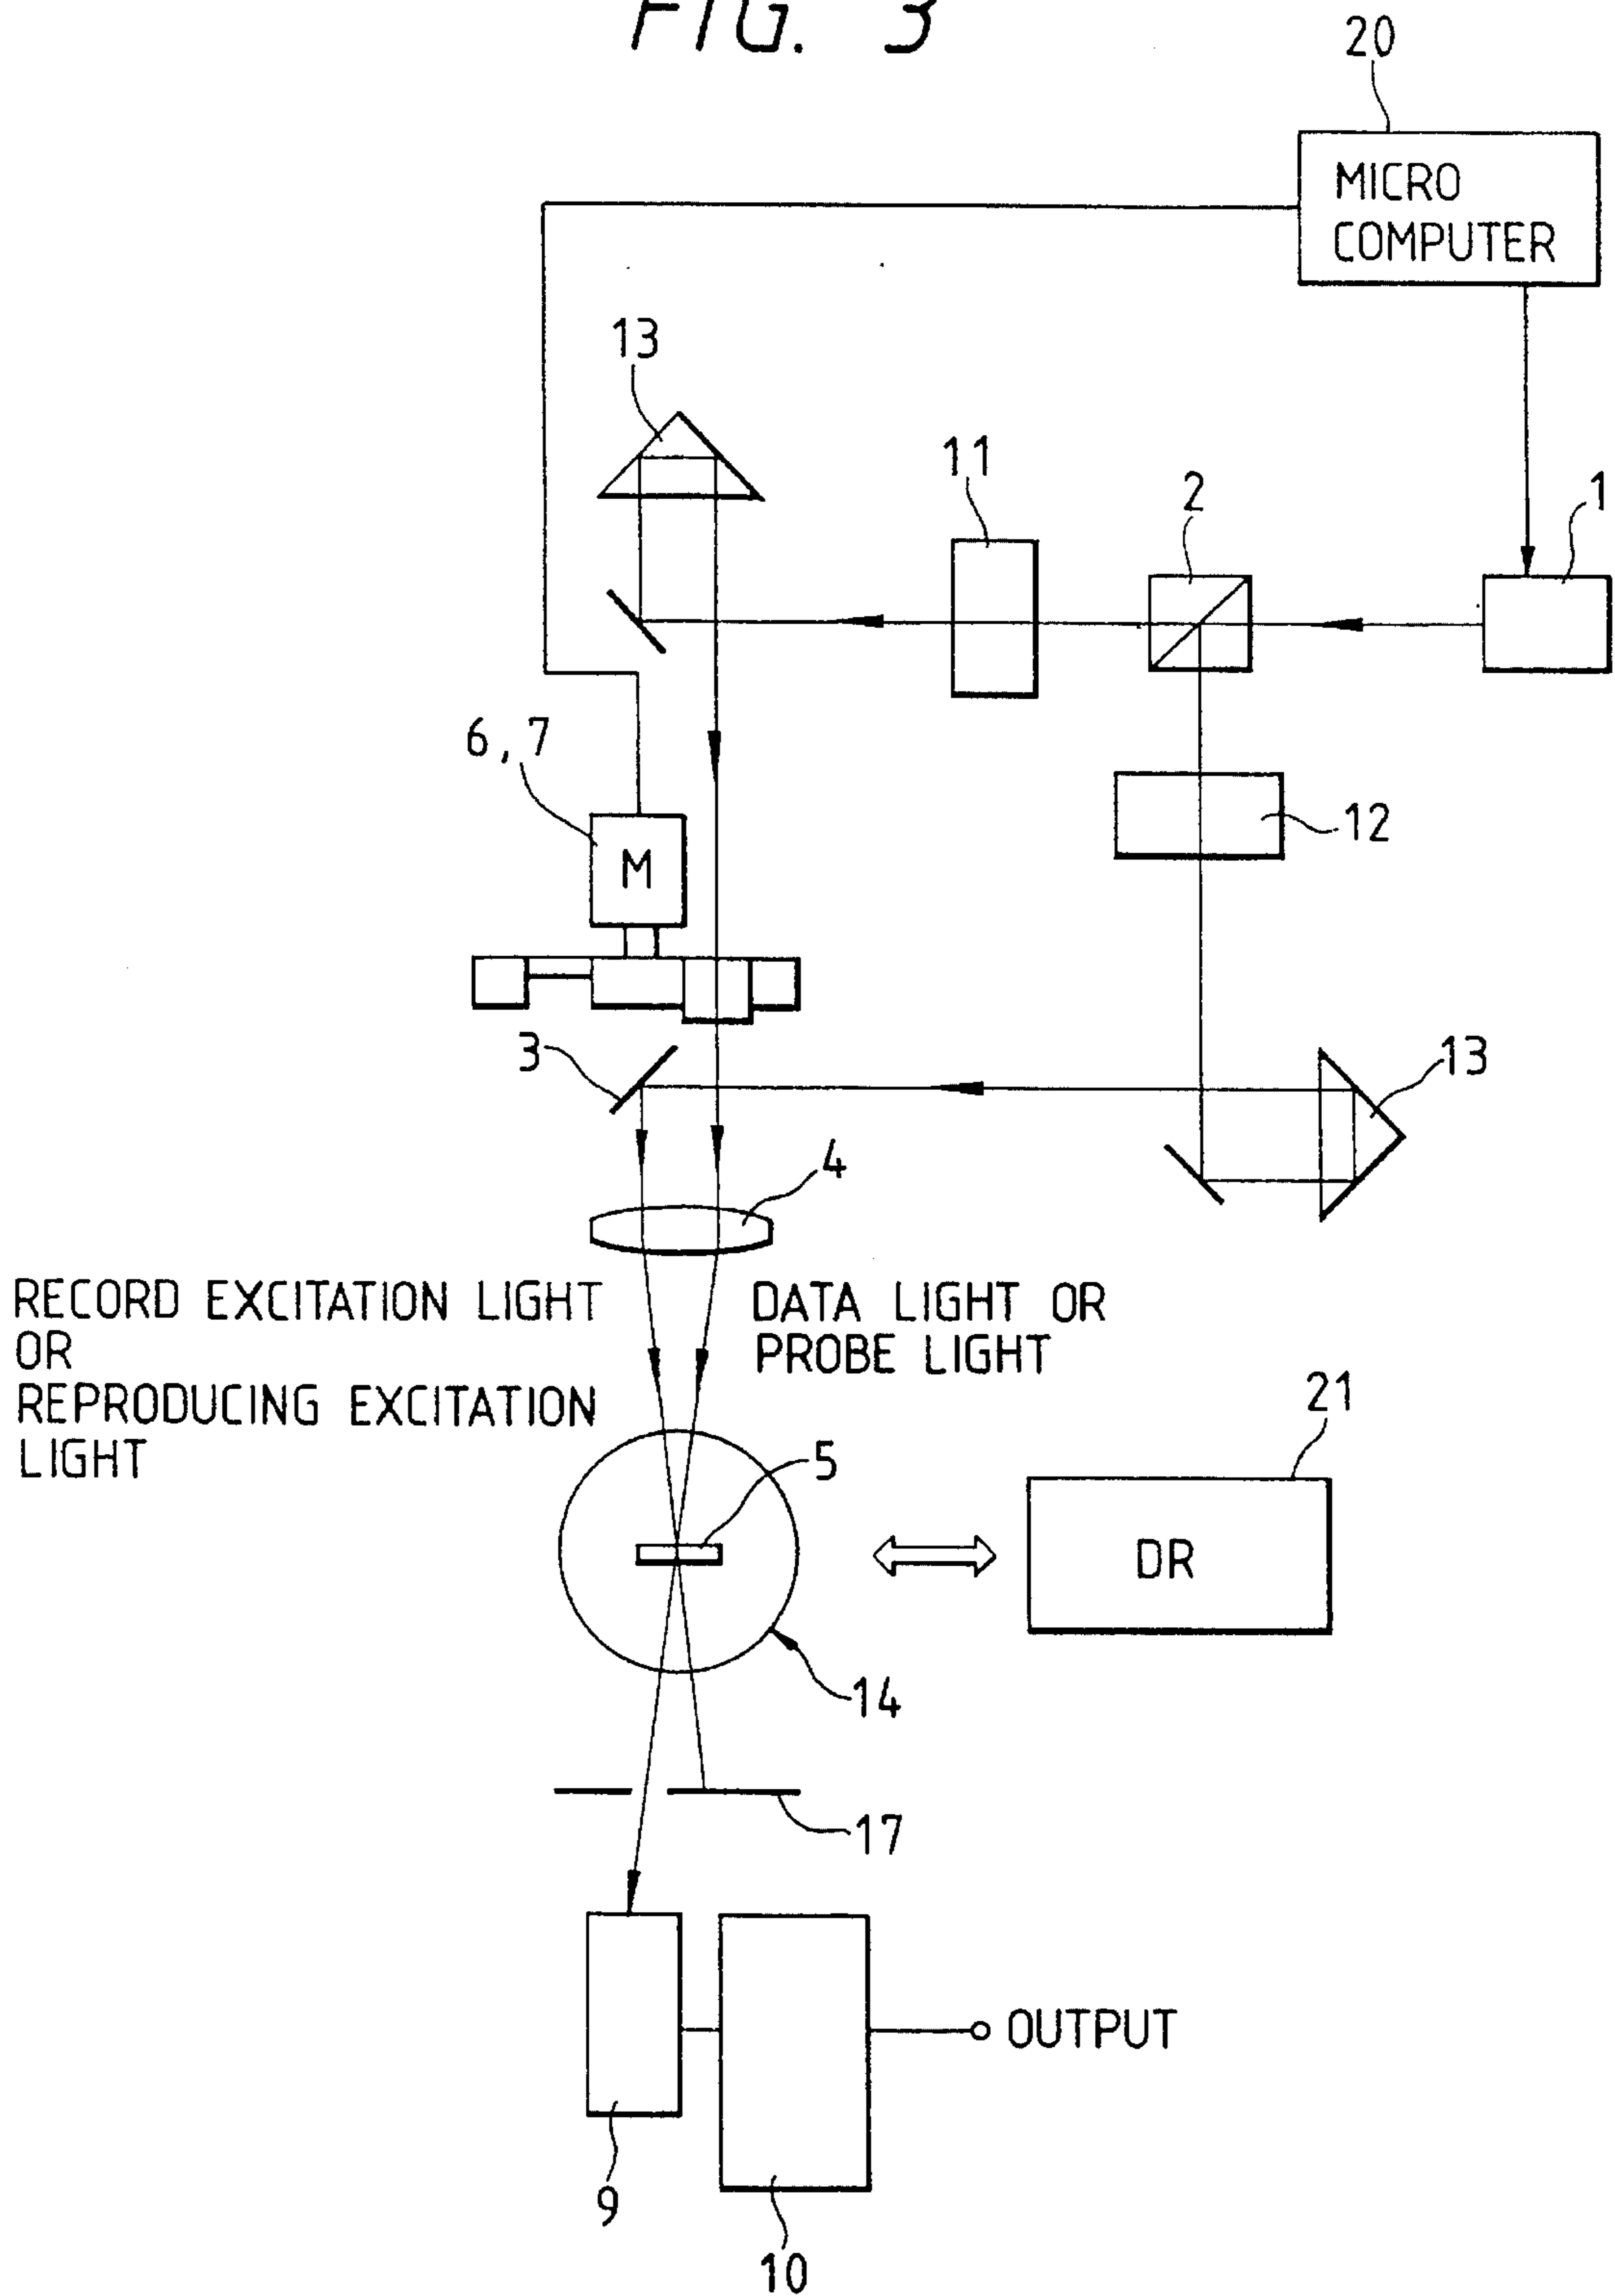 FIG. 3
20
MICRO
COMPUTER
13
11
2
1
6, 7
M
12
3
13
4
RECORD EXCITATION LIGHT
OR
REPRODUCING EXCITATION
LIGHT
DATA LIGHT OR
PROBE LIGHT
21
5
DR
14
17
OUTPUT
9
10